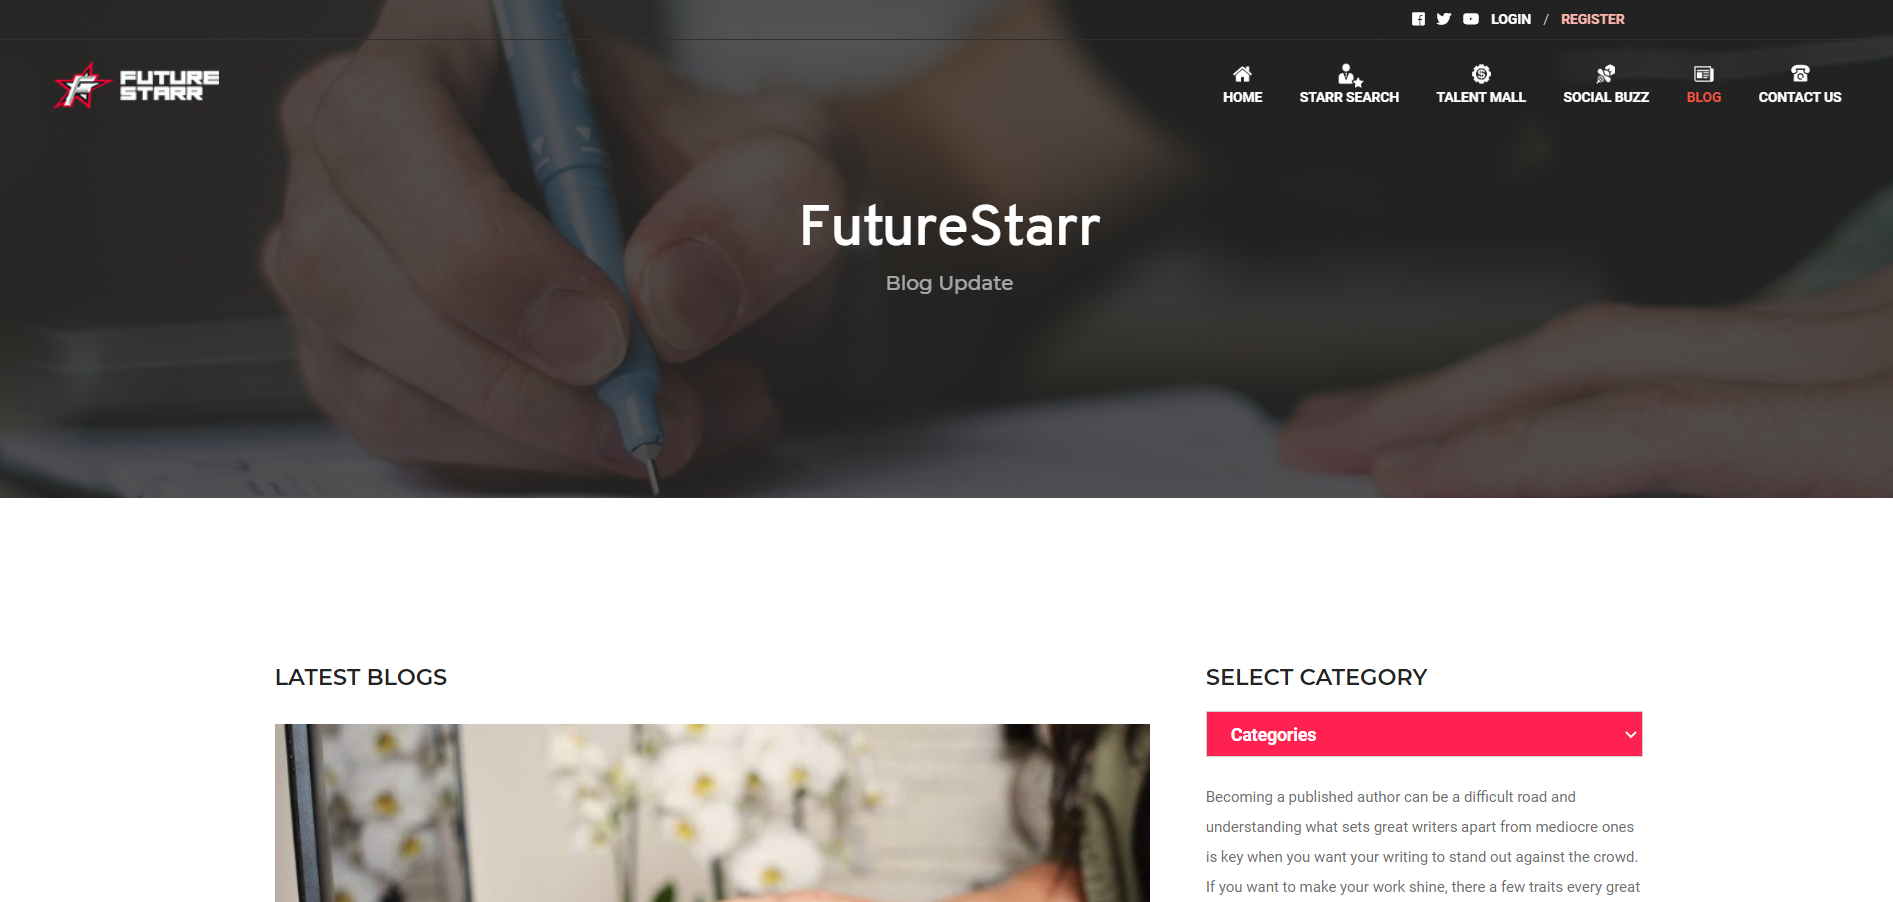 LOGIN / REGISTER
FUTURE
STARR
HOME
STARR SEARCH
TALENT MALL
SOCIAL BUZZ
BLOG
CONTACT US
FutureStarr
Blog Update
LATEST BLOGS
SELECT CATEGORY
Categories
Becoming a published author can be a difficult road and
understanding what sets great writers apart from mediocre ones
is key when you want your writing to stand out against the crowd.
If you want to make your work shine, there a few traits every great